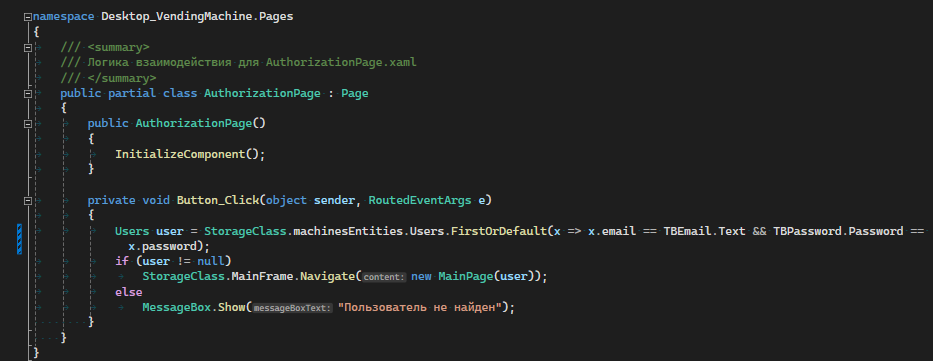 namespace Desktop_VendingMachine.Pages
{
/// <summary>
/// Логика взаимодействия для AuthorizationPage.xaml
/// </summary>
public partial class AuthorizationPage : Page
{
public AuthorizationPage()
{
InitializeComponent();
}
private void Button_Click(object sender, RoutedEventArgs e)
{
Users user = StorageClass.machinesEntities.Users.FirstOrDefault(x => x.email == TBEmail.Text && TBPassword.Password ==
x.password);
if (user != null)
StorageClass.MainFrame.Navigate(content: new MainPage(user));
else
MessageBox.Show(messageBoxText: "Пользователь не найден");
}
}
}